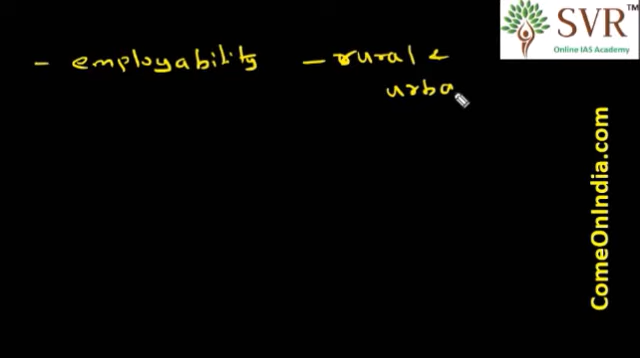 SVR™
Online IAS Academy
- employability - rural &
urba
ComeOnIndia.com